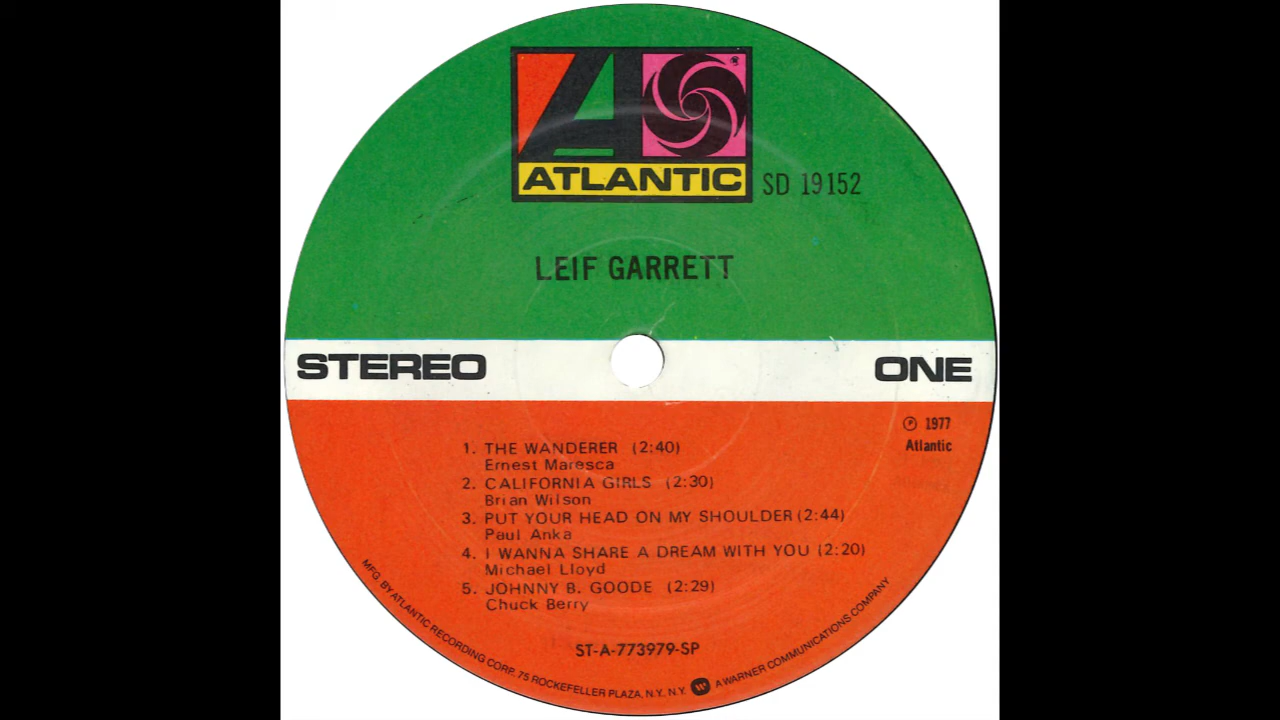 ATLANTIC
SD 19152
LEIF GARRETT
STEREO
ONE
℗ 1977
Atlantic
1. THE WANDERER (2:40)
Ernest Maresca
2. CALIFORNIA GIRLS (2:30)
Brian Wilson
3. PUT YOUR HEAD ON MY SHOULDER (2:44)
Paul Anka
4. I WANNA SHARE A DREAM WITH YOU (2:20)
Michael Lloyd
5. JOHNNY B. GOODE (2:29)
Chuck Berry
ST-A-773979-SP
MFG. BY ATLANTIC RECORDING CORP. 75 ROCKEFELLER PLAZA, N.Y. N.Y. A WARNER COMMUNICATIONS COMPANY